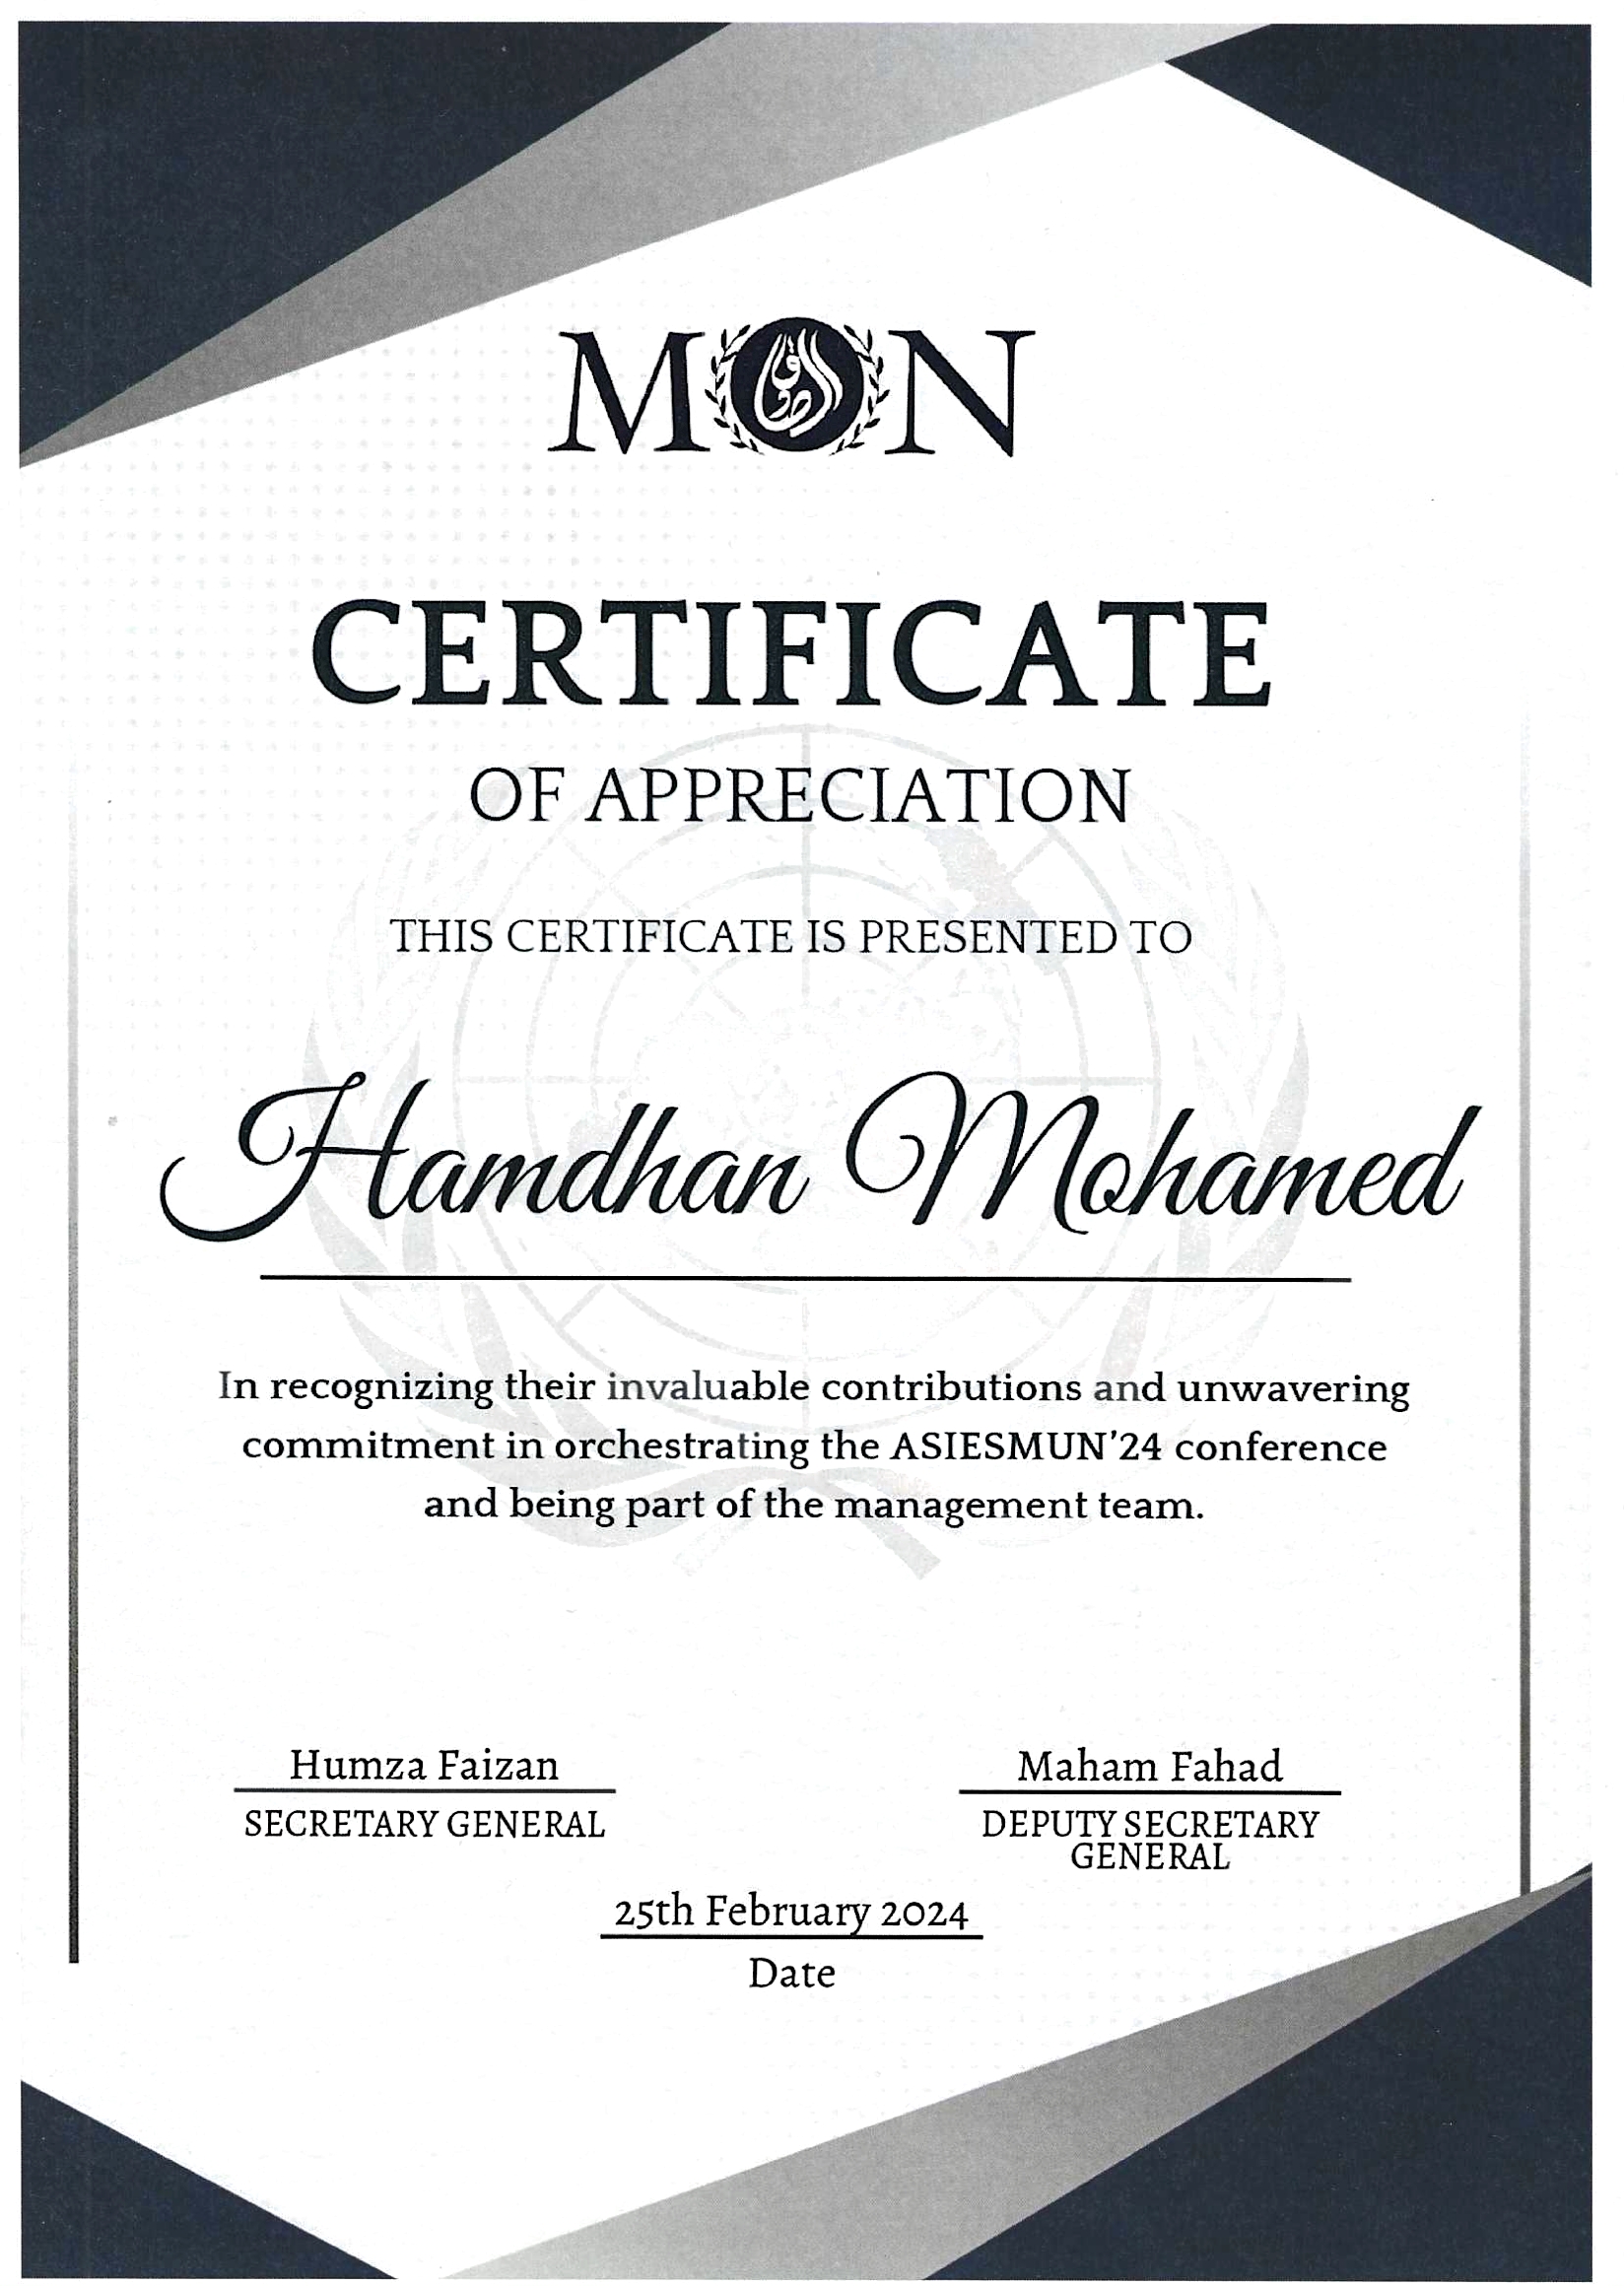 M N
CERTIFICATE
OF APPRECIATION
THIS CERTIFICATE IS PRESENTED TO
Hamdhan Mohamed
In recognizing their invaluable contributions and unwavering
commitment in orchestrating the ASIESMUN'24 conference
and being part of the management team.
Humza Faizan
SECRETARY GENERAL
Maham Fahad
DEPUTY SECRETARY
GENERAL
25th February 2024
Date